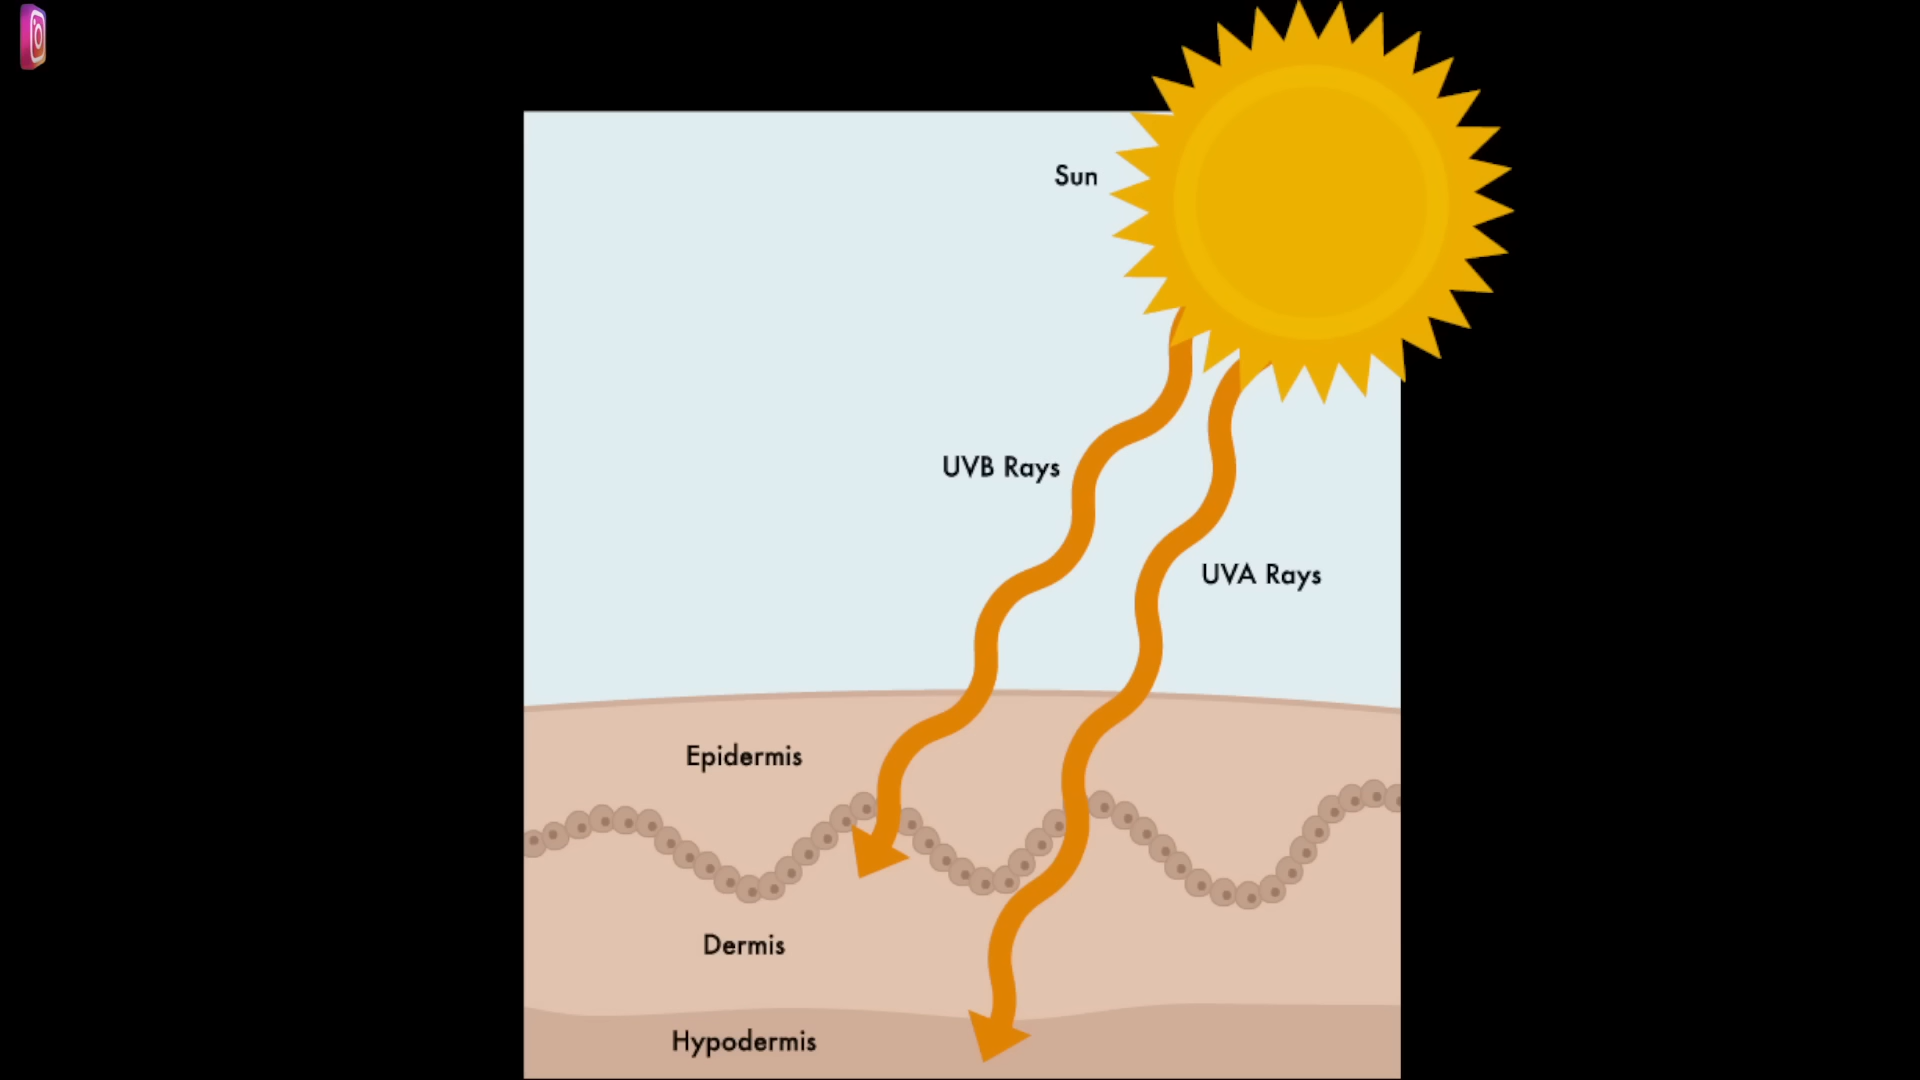 Sun
UVB Rays
UVA Rays
Epidermis
Dermis
Hypodermis